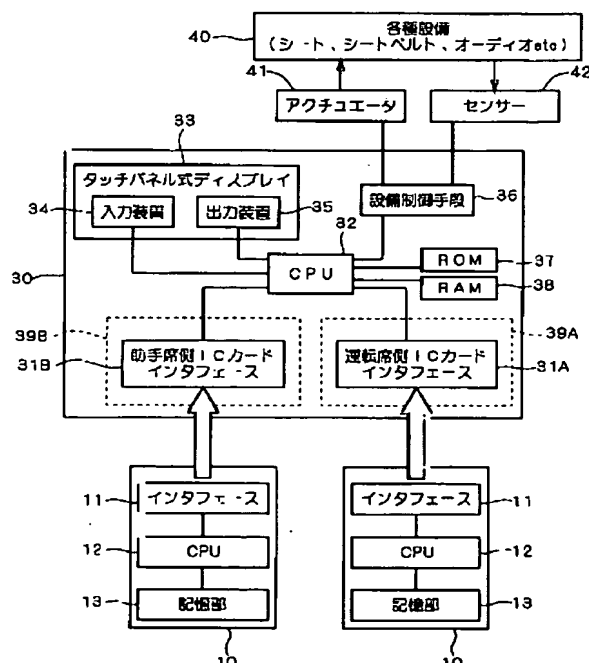 40
各種設備
(シート、シートベルト、オーディオetc)
41
アクチュエータ
42
センサー
33
タッチパネル式ディスプレイ
34
入力装置
出力装置
35
設備制御手段
36
32
CPU
ROM
37
RAM
38
30
39B
39A
31B
助手席側ICカード
インタフェース
運転席側ICカード
インタフェース
31A
11
インタフェース
インタフェース
11
12
CPU
CPU
12
13
記憶部
記憶部
13
10
10